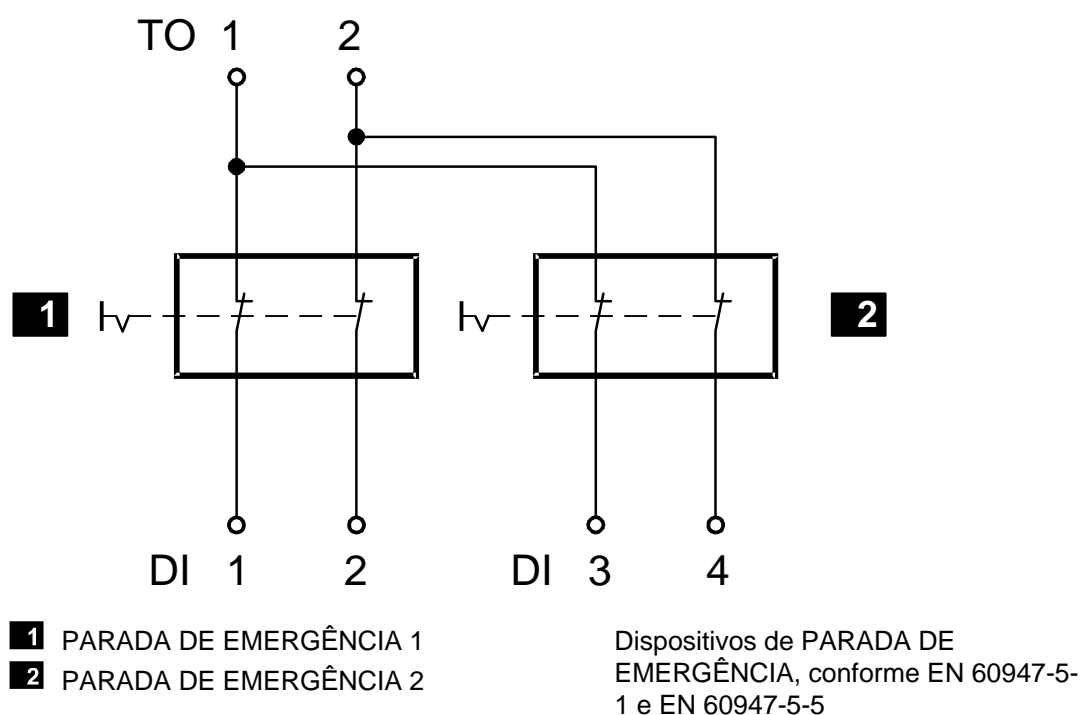 TO 1 2
1
2
DI 1 2 DI 3 4
1 PARADA DE EMERGÊNCIA 1
2 PARADA DE EMERGÊNCIA 2
Dispositivos de PARADA DE
EMERGÊNCIA, conforme EN 60947-5-
1 e EN 60947-5-5